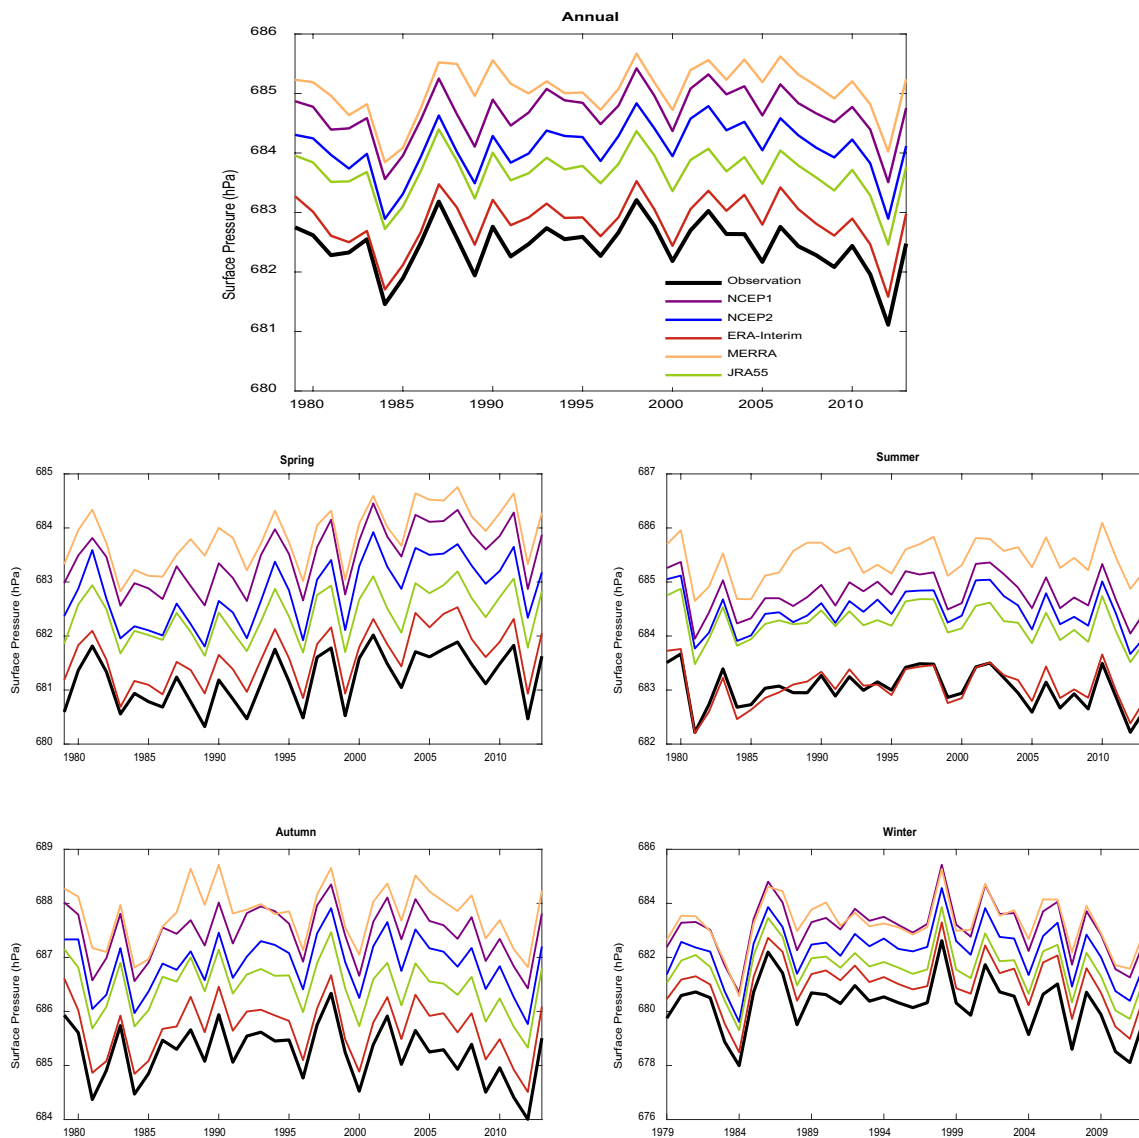 Annual
686
685
684
683
682
681
680
Surface Pressure (hPa)
Observation
NCEP1
NCEP2
ERA-Interim
MERRA
JRA55
1980 1985 1990 1995 2000 2005 2010
Spring
685
684
683
682
681
680
Surface Pressure (hPa)
1980 1985 1990 1995 2000 2005 2010
Summer
687
686
685
684
683
682
Surface Pressure (hPa)
1980 1985 1990 1995 2000 2005 2010
Autumn
689
688
687
686
685
684
Surface Pressure (hPa)
1980 1985 1990 1995 2000 2005 2010
Winter
686
684
682
680
678
676
Surface Pressure (hPa)
1979 1984 1989 1994 1999 2004 2009